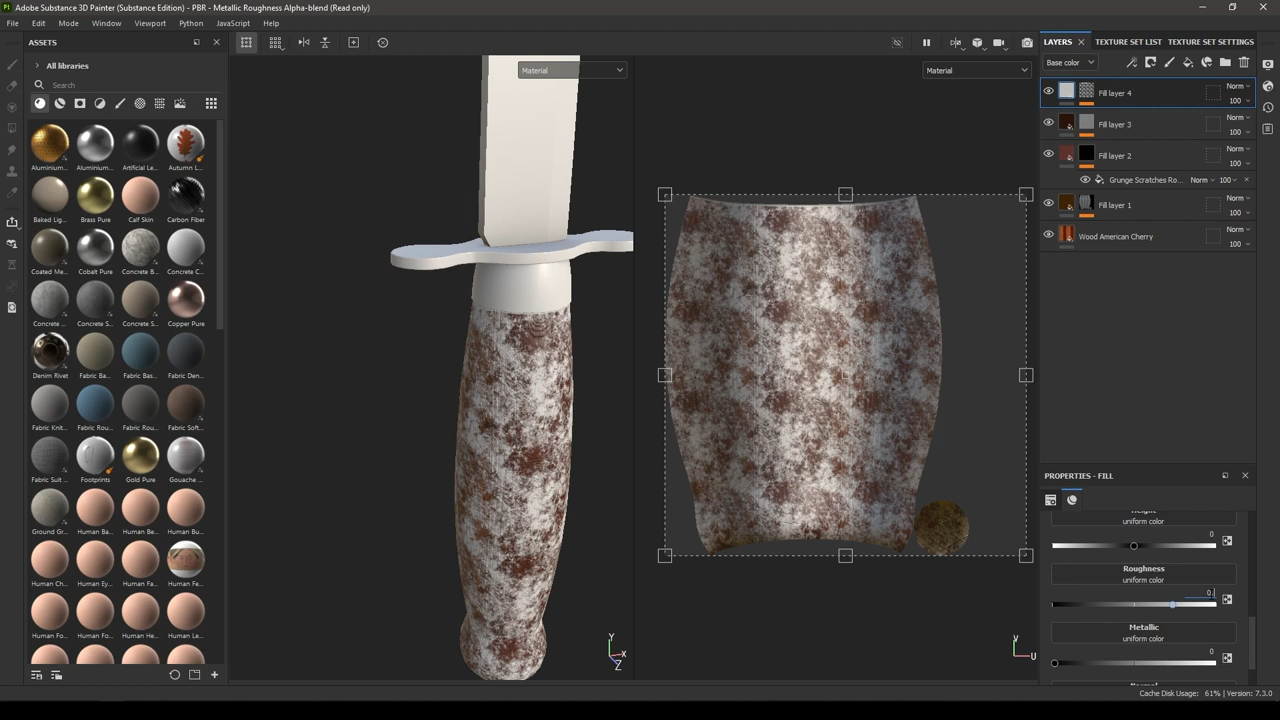 Adobe Substance 3D Painter (Substance Edition) - PBR - Metallic Roughness Alpha-blend (Read only)
File Edit Mode Window Viewport Python JavaScript Help
ASSETS
All libraries
Search
Aluminium... Aluminium... Artificial Le... Autumn L...
Baked Lig... Brass Pure Calf Skin Carbon Fiber
Coated Me... Cobalt Pure Concrete B... Concrete C...
Concrete ... Concrete S... Concrete S... Copper Pure
Denim Rivet Fabric Ba... Fabric Bas... Fabric Den...
Fabric Knit... Fabric Rou... Fabric Rou... Fabric Soft...
Fabric Suit ... Footprints Gold Pure Gouache ...
Ground Gr... Human Ba... Human Be... Human Bu...
Human Ch... Human Ey... Human Fa... Human Fe...
Human Fo... Human Fo... Human He... Human Le...
Material
Y
X
Z
Material
V
U
LAYERS TEXTURE SET LIST TEXTURE SET SETTINGS
Base color
Fill layer 4 Norm
100
Fill layer 3 Norm
100
Fill layer 2 Norm
100
Grunge Scratches Ro... Norm 100
Fill layer 1 Norm
100
Wood American Cherry Norm
100
PROPERTIES - FILL
uniform color
0
Roughness
uniform color
0.
Metallic
uniform color
0
Cache Disk Usage: 61% | Version: 7.3.0